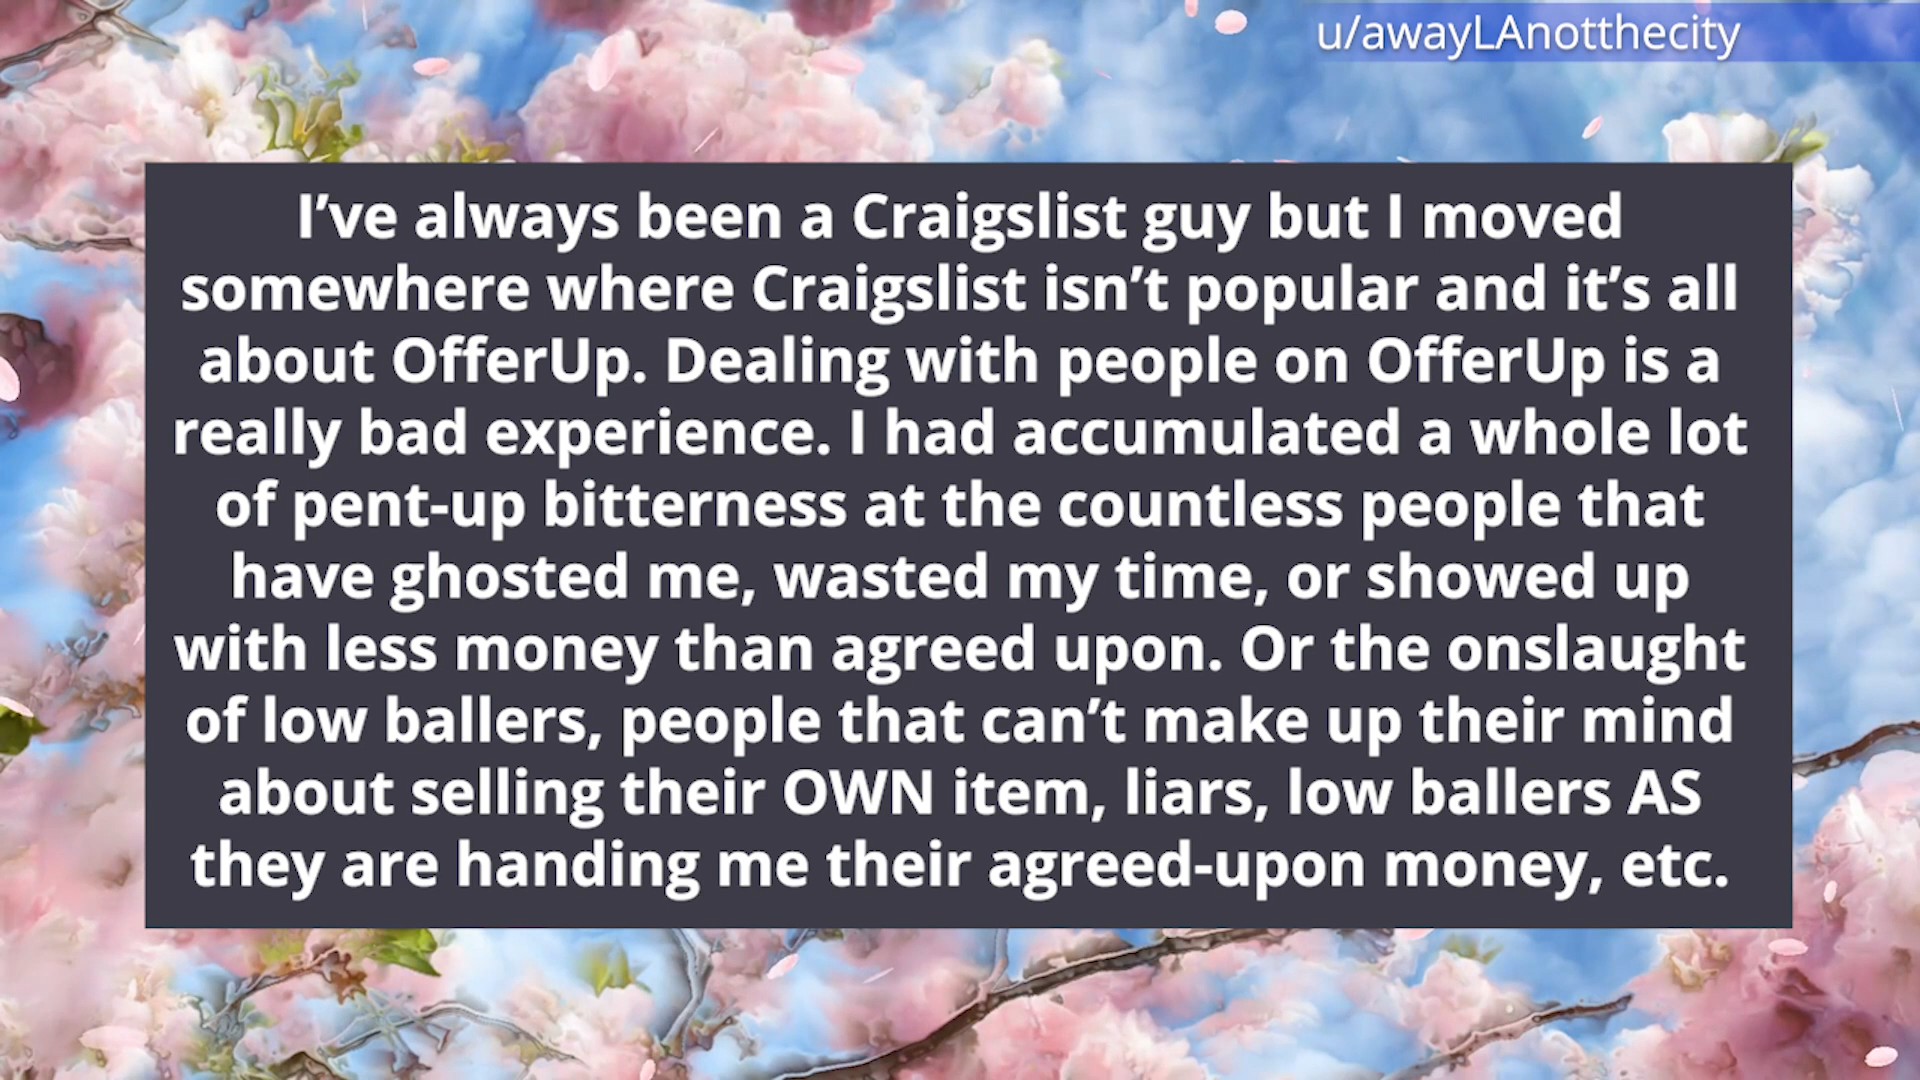 u/awayLAnotthecity
I’ve always been a Craigslist guy but I moved
somewhere where Craigslist isn’t popular and it’s all
about OfferUp. Dealing with people on OfferUp is a
really bad experience. I had accumulated a whole lot
of pent-up bitterness at the countless people that
have ghosted me, wasted my time, or showed up
with less money than agreed upon. Or the onslaught
of low ballers, people that can’t make up their mind
about selling their OWN item, liars, low ballers AS
they are handing me their agreed-upon money, etc.